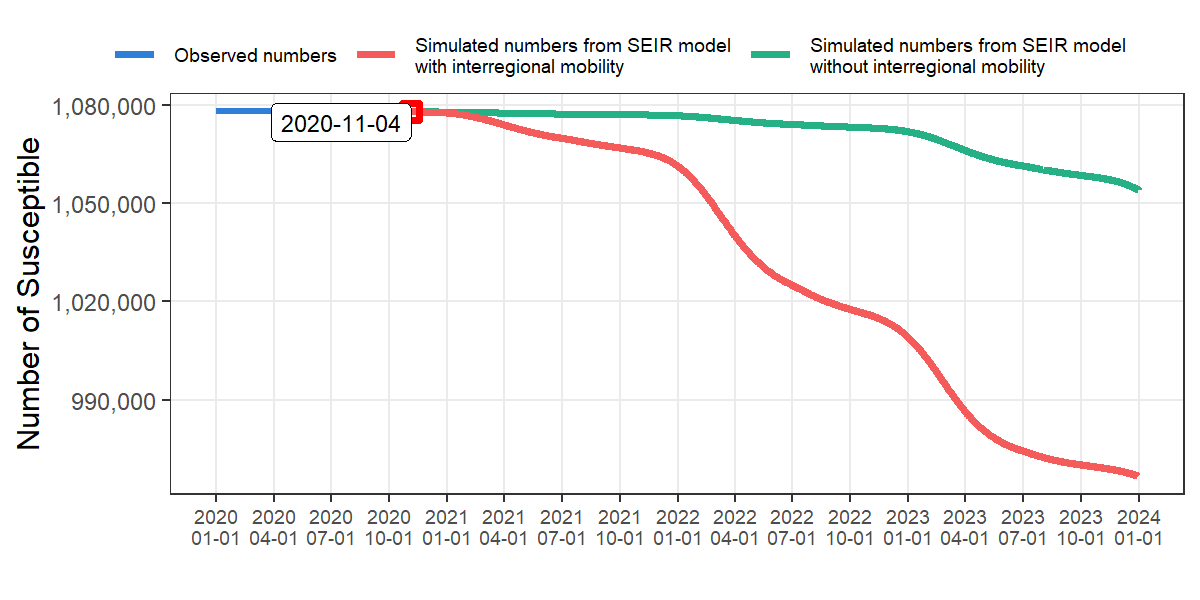 Observed numbers
Simulated numbers from SEIR model
with interregional mobility
Simulated numbers from SEIR model
without interregional mobility
Number of Susceptible
1,080,000
1,050,000
1,020,000
990,000
2020-11-04
2020 2020 2020 2020 2021 2021 2021 2021 2022 2022 2022 2022 2023 2023 2023 2023 2024
01-01 04-01 07-01 10-01 01-01 04-01 07-01 10-01 01-01 04-01 07-01 10-01 01-01 04-01 07-01 10-01 01-01